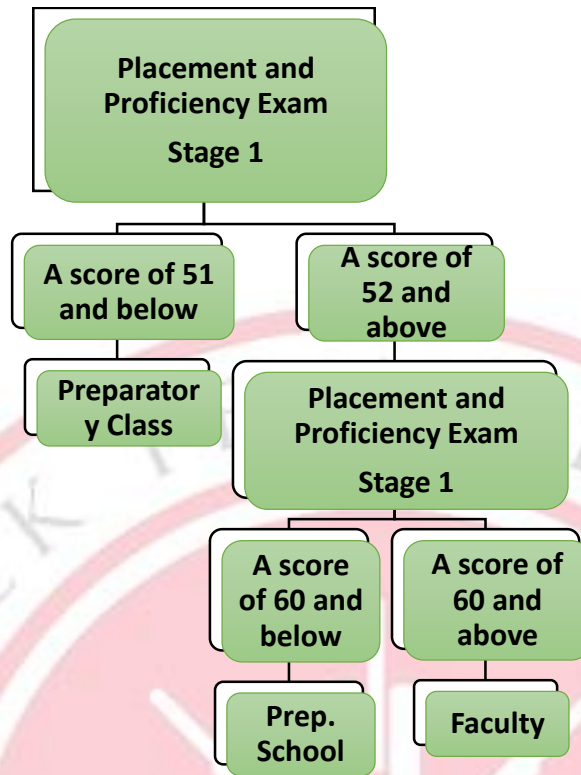 Placement and
Proficiency Exam
Stage 1
A score of 51
and below
A score of
52 and
above
Preparator
y Class
Placement and
Proficiency Exam
Stage 1
A score
of 60 and
below
A score of
60 and
above
Prep.
School
Faculty